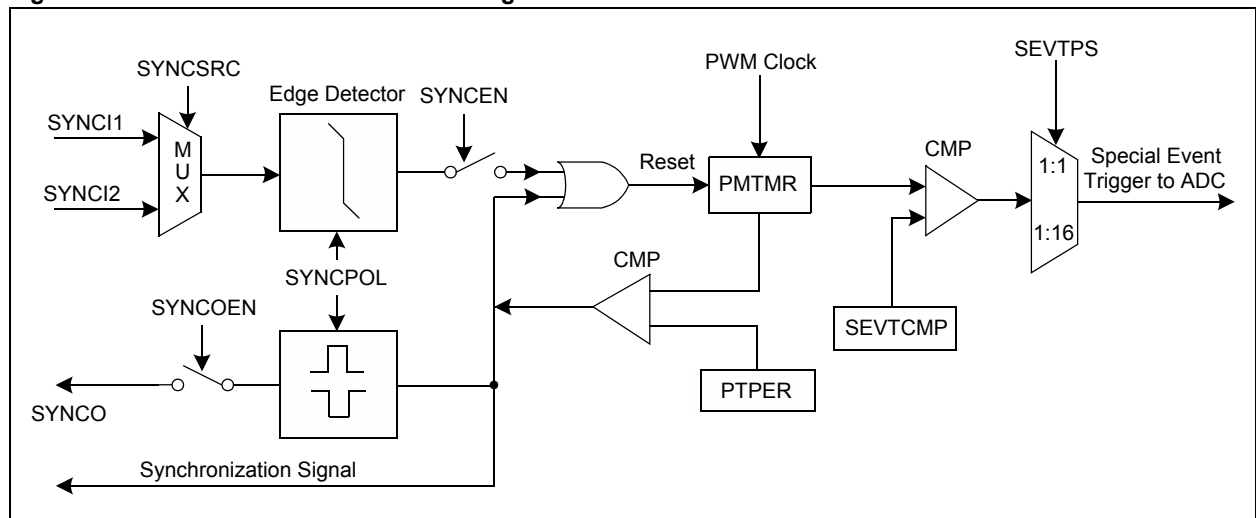 SYNCSRC
SYNCI1
SYNCI2
M
U
X
Edge Detector
SYNCEN
SYNCPOL
SYNCOEN
SYNCO
Synchronization Signal
Reset
PWM Clock
PMTMR
CMP
PTPER
CMP
SEVTCMP
SEVTPS
1:1
1:16
Special Event
Trigger to ADC